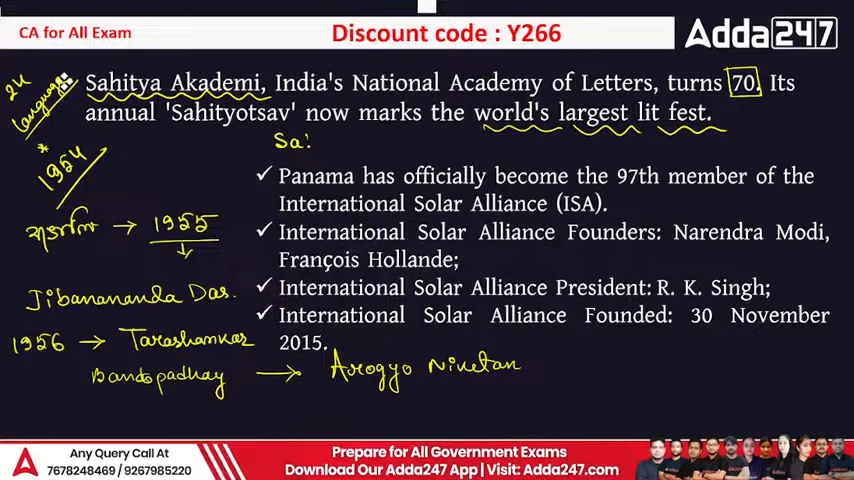 CA for All Exam
Discount code : Y266
Adda247
24
Languages
Sahitya Akademi, India's National Academy of Letters, turns 70. Its
annual 'Sahityotsav' now marks the world's largest lit fest.
Sa
* 1954
→ 1955
Jibanananda Das.
1956 → Tarashankar
Bandopadhay → Arogyo Niketan
✓ Panama has officially become the 97th member of the
International Solar Alliance (ISA).
✓ International Solar Alliance Founders: Narendra Modi,
François Hollande;
✓ International Solar Alliance President: R. K. Singh;
✓ International Solar Alliance Founded: 30 November
2015.
Any Query Call At
7678248469 / 9267985220
Prepare for All Government Exams
Download Our Adda247 App | Visit: Adda247.com